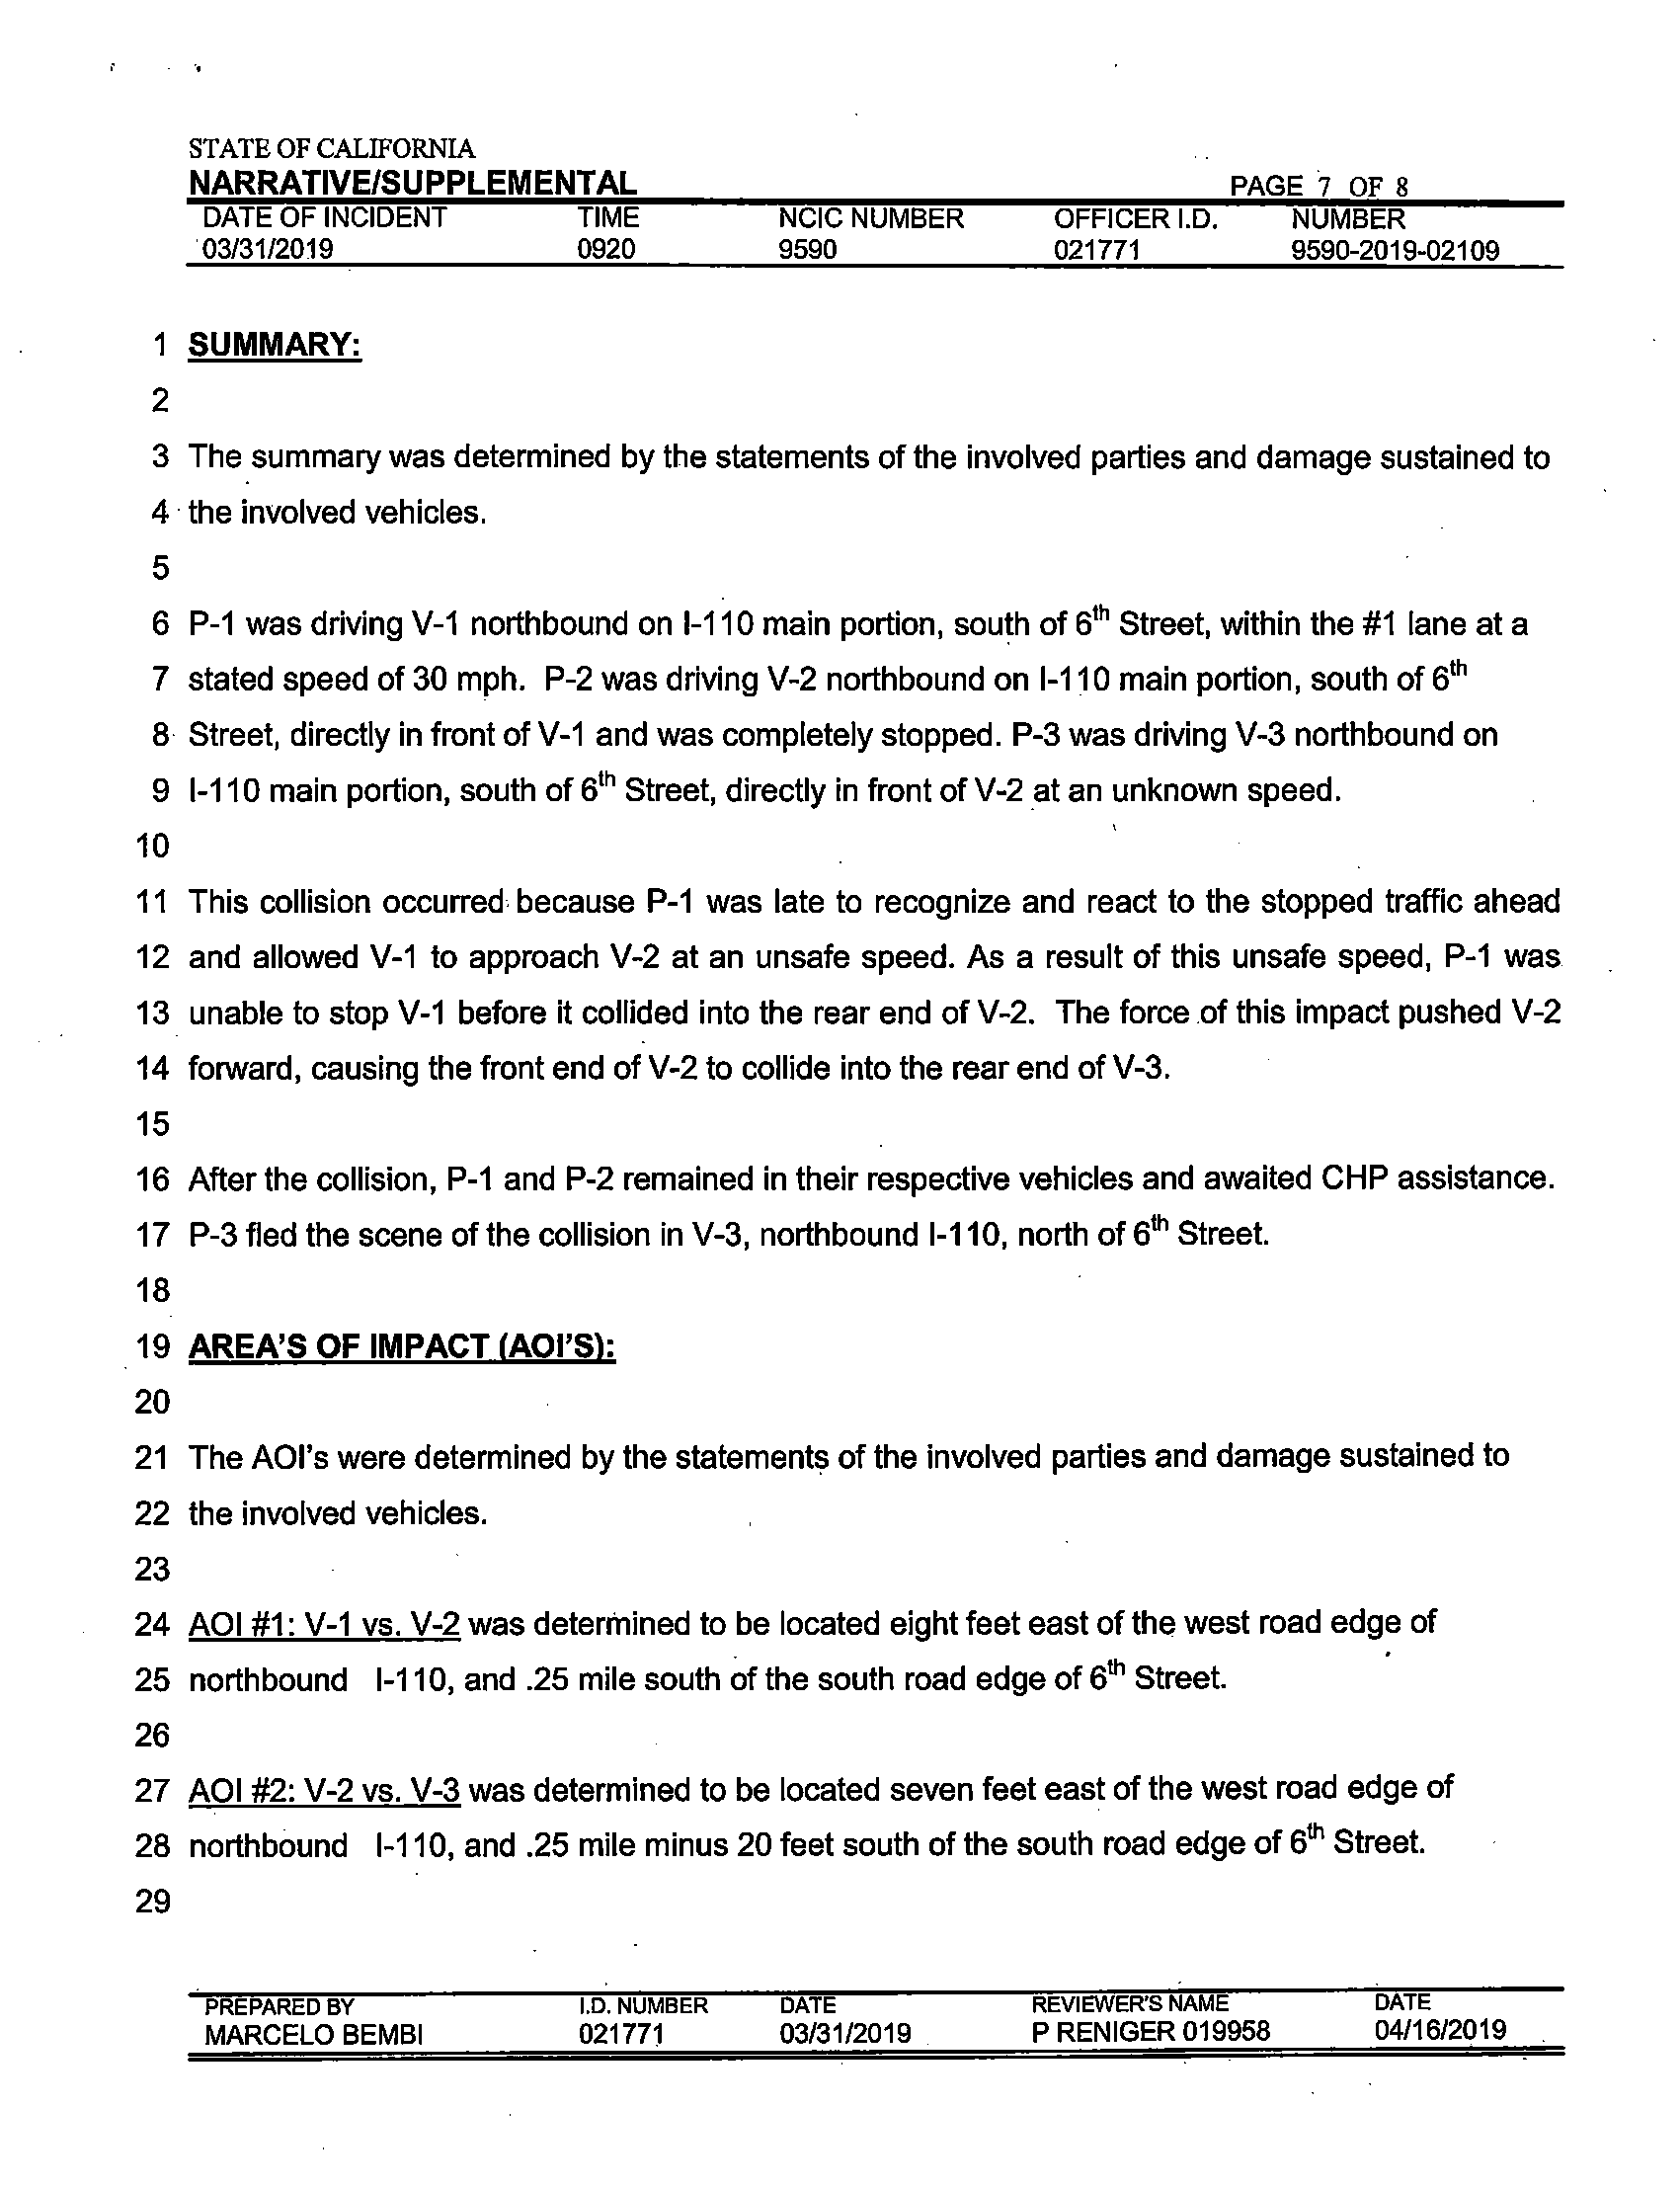 STATE OF CALIFORNIA
NARRATIVE/SUPPLEMENTAL PAGE 7 OF 8
DATE OF INCIDENT TIME NCIC NUMBER OFFICER I.D. NUMBER
03/31/2019 0920 9590 021771 9590-2019-02109
1 SUMMARY:
2
3 The summary was determined by the statements of the involved parties and damage sustained to
4 the involved vehicles.
5
6 P-1 was driving V-1 northbound on I-110 main portion, south of 6th Street, within the #1 lane at a
7 stated speed of 30 mph. P-2 was driving V-2 northbound on I-110 main portion, south of 6th
8 Street, directly in front of V-1 and was completely stopped. P-3 was driving V-3 northbound on
9 I-110 main portion, south of 6th Street, directly in front of V-2 at an unknown speed.
10
11 This collision occurred because P-1 was late to recognize and react to the stopped traffic ahead
12 and allowed V-1 to approach V-2 at an unsafe speed. As a result of this unsafe speed, P-1 was
13 unable to stop V-1 before it collided into the rear end of V-2. The force of this impact pushed V-2
14 forward, causing the front end of V-2 to collide into the rear end of V-3.
15
16 After the collision, P-1 and P-2 remained in their respective vehicles and awaited CHP assistance.
17 P-3 fled the scene of the collision in V-3, northbound I-110, north of 6th Street.
18
19 AREA'S OF IMPACT (AOI'S):
20
21 The AOI's were determined by the statements of the involved parties and damage sustained to
22 the involved vehicles.
23
24 AOI #1: V-1 vs. V-2 was determined to be located eight feet east of the west road edge of
25 northbound I-110, and .25 mile south of the south road edge of 6th Street.
26
27 AOI #2: V-2 vs. V-3 was determined to be located seven feet east of the west road edge of
28 northbound I-110, and .25 mile minus 20 feet south of the south road edge of 6th Street.
29
PREPARED BY I.D. NUMBER DATE REVIEWER'S NAME DATE
MARCELO BEMBI 021771 03/31/2019 P RENIGER 019958 04/16/2019